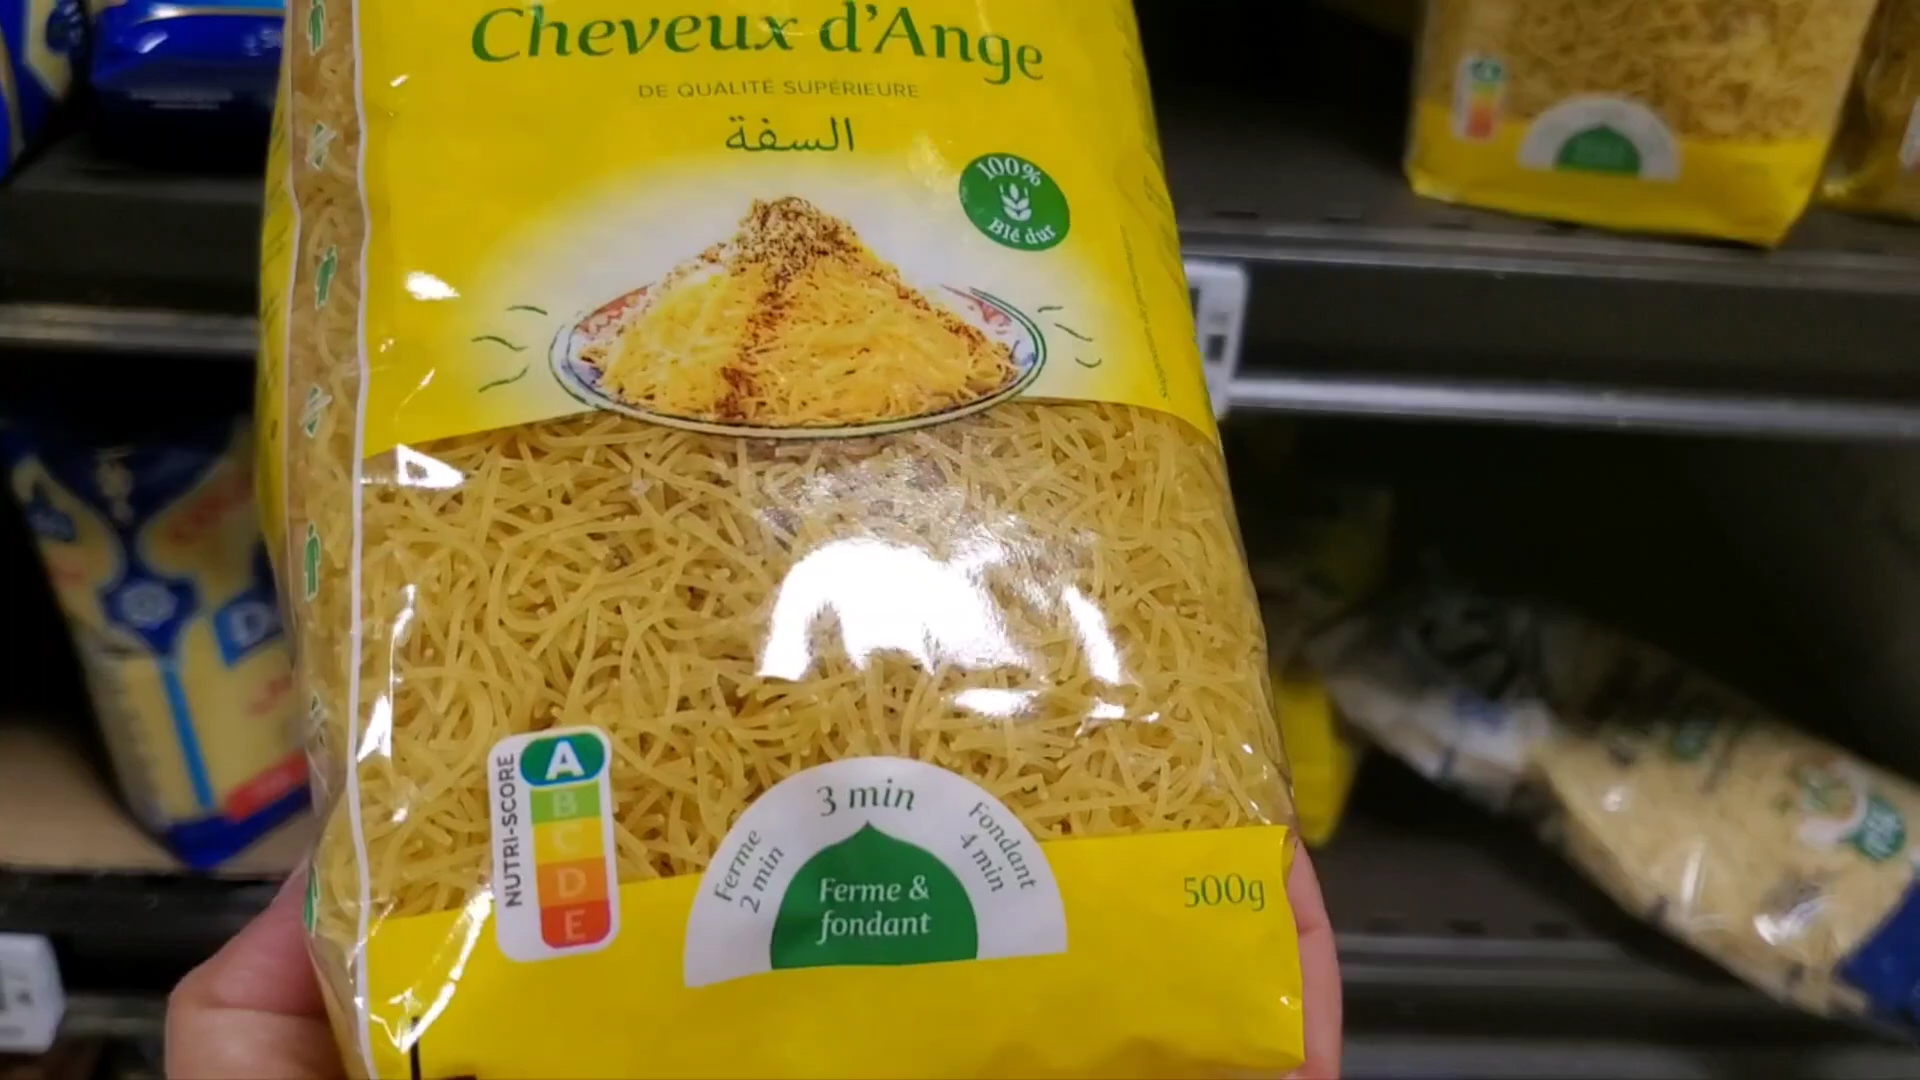 Cheveux d'Ange
DE QUALITÉ SUPÉRIEURE
السفة
100%
Blé dur
NUTRI-SCORE
A
B
C
D
E
Ferme
2 min
3 min
Fondant
4 min
Ferme &
fondant
500g